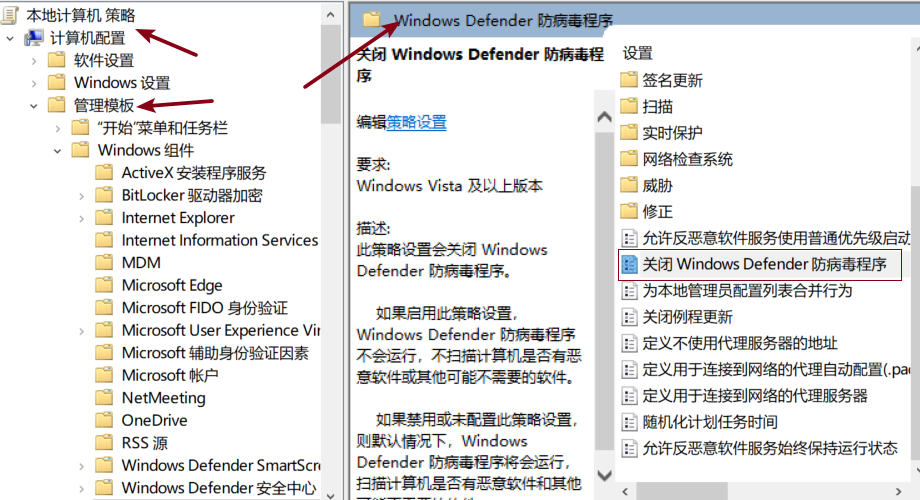 本地计算机 策略
计算机配置
软件设置
Windows 设置
管理模板
“开始”菜单和任务栏
Windows 组件
ActiveX 安装程序服务
BitLocker 驱动器加密
Internet Explorer
Internet Information Services
MDM
Microsoft Edge
Microsoft FIDO 身份验证
Microsoft User Experience Vir
Microsoft 辅助身份验证因素
Microsoft 帐户
NetMeeting
OneDrive
RSS 源
Windows Defender SmartScre
Windows Defender 安全中心
Windows Defender 防病毒程序
关闭 Windows Defender 防病毒程
序
编辑策略设置
要求:
Windows Vista 及以上版本
描述:
此策略设置会关闭 Windows
Defender 防病毒程序。
如果启用此策略设置，
Windows Defender 防病毒程序
不会运行，不扫描计算机是否有恶
意软件或其他可能不需要的软件。
如果禁用或未配置此策略设置，
则默认情况下，Windows
Defender 防病毒程序将会运行，
扫描计算机是否有恶意软件和其他
设置
签名更新
扫描
实时保护
网络检查系统
威胁
修正
允许反恶意软件服务使用普通优先级启动
关闭 Windows Defender 防病毒程序
为本地管理员配置列表合并行为
关闭例程更新
定义不使用代理服务器的地址
定义用于连接到网络的代理自动配置(.pac
定义用于连接到网络的代理服务器
随机化计划任务时间
允许反恶意软件服务始终保持运行状态